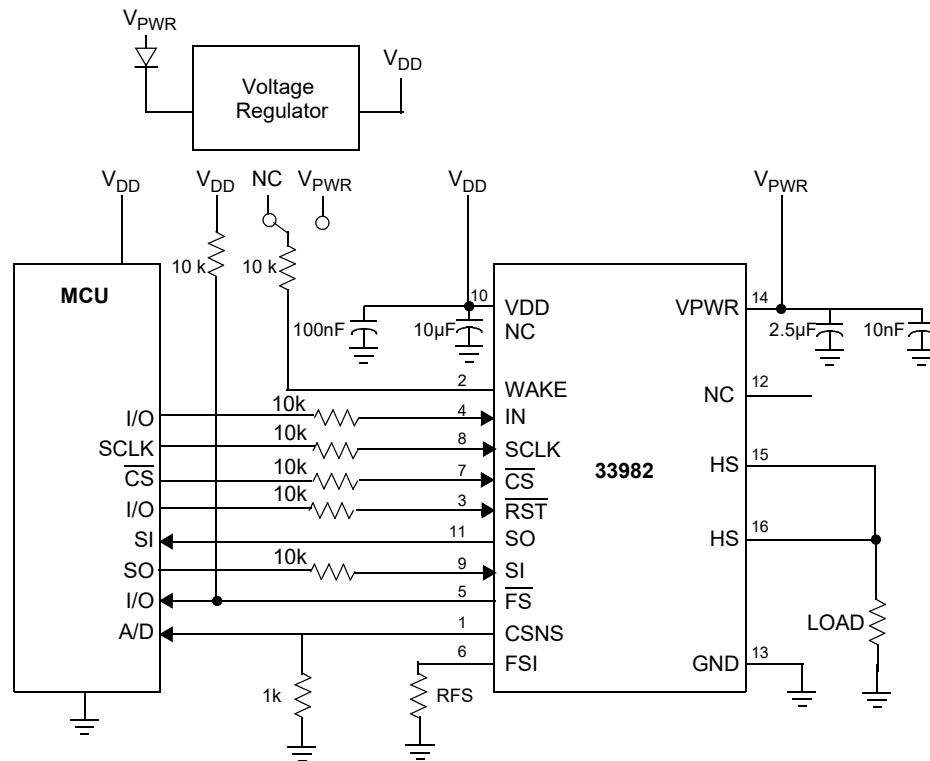 VPWR
Voltage
Regulator
VDD
VDD
VDD
NC
VPWR
VDD
VPWR
MCU
10 k
10 k
100nF
10µF
10
VDD
NC
VPWR
14
2.5µF
10nF
2
WAKE
NC
12
I/O
10k
4
IN
SCLK
10k
8
SCLK
33982
HS
15
CS
10k
7
CS
I/O
10k
3
RST
HS
16
SI
11
SO
SO
10k
9
SI
I/O
5
FS
LOAD
A/D
1
CSNS
6
FSI
GND
13
1k
RFS